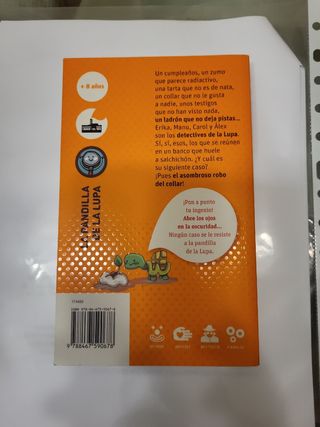 + 8 años
Un cumpleaños, un zumo
que parece radiactivo,
una tarta que no es de nata,
un collar que no le gusta
a nadie, unos testigos
que no han visto nada,
un ladrón que no deja pistas...
Erika, Manu, Carol y Álex
son los detectives de la Lupa.
Sí, sí, esos, los que se reúnen
en un banco que huele
a salchichón. ¿Y cuál es
su siguiente caso?
¡Pues el asombroso robo
del collar!
LA PANDILLA
DE LA LUPA
¡Pon a punto
tu ingenio!
Abre los ojos
en la oscuridad...
Ningún caso se le resiste
a la pandilla
de la Lupa.
174400
9 788467 590678